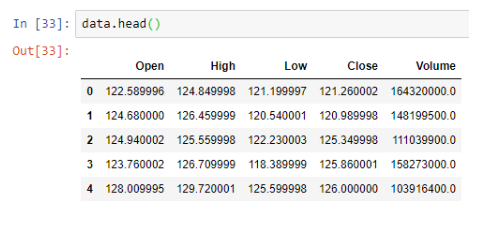 In [33]: data.head()
Out[33]:
Open High Low Close Volume
0 122.589996 124.849998 121.199997 121.260002 164320000.0
1 124.680000 126.459999 120.540001 120.989998 148199500.0
2 124.940002 125.559998 122.230003 125.349998 111039900.0
3 123.760002 126.709999 118.389999 125.860001 158273000.0
4 128.009995 129.720001 125.599998 126.000000 103916400.0